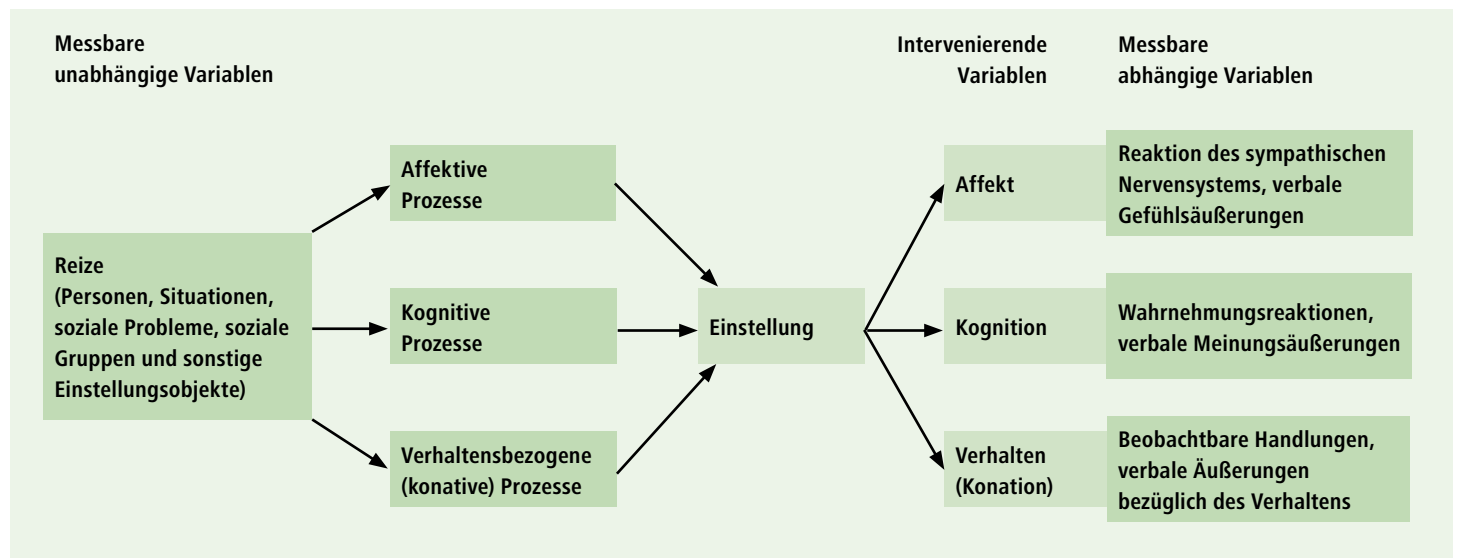 Messbare
unabhängige Variablen
Intervenierende
Variablen
Messbare
abhängige Variablen
Reize
(Personen, Situationen,
soziale Probleme, soziale
Gruppen und sonstige
Einstellungsobjekte)
Affektive
Prozesse
Kognitive
Prozesse
Verhaltensbezogene
(konative) Prozesse
Einstellung
Affekt
Reaktion des sympathischen
Nervensystems, verbale
Gefühlsäußerungen
Kognition
Wahrnehmungsreaktionen,
verbale Meinungsäußerungen
Verhalten
(Konation)
Beobachtbare Handlungen,
verbale Äußerungen
bezüglich des Verhaltens